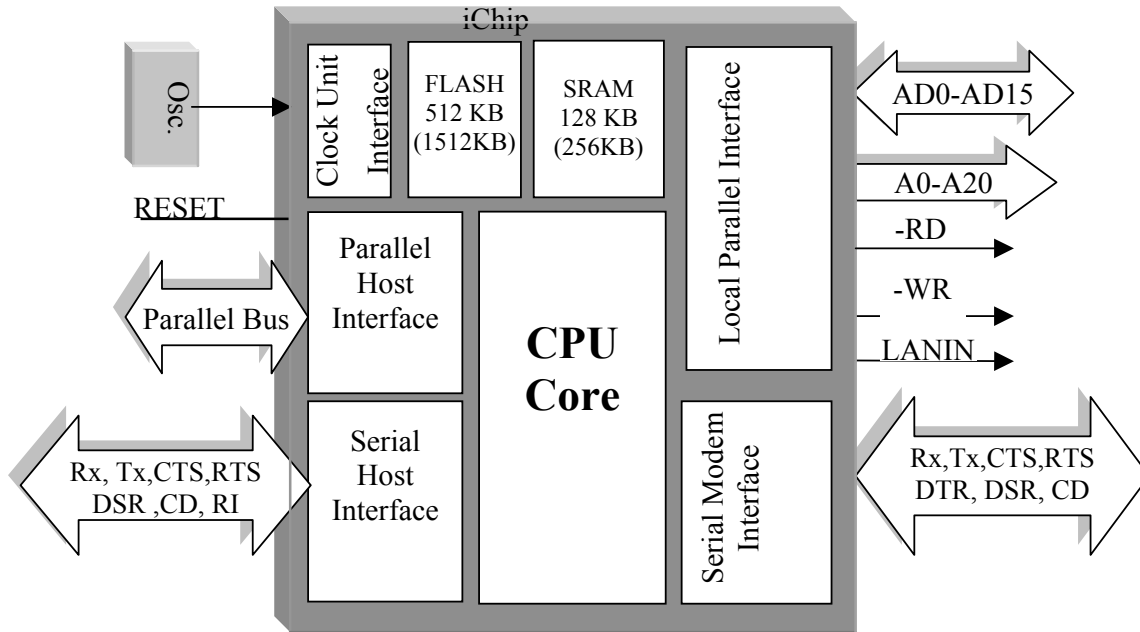 iChip
Osc.
Clock Unit
Interface
FLASH
512 KB
(1512KB)
SRAM
128 KB
(256KB)
Local Parallel Interface
AD0-AD15
A0-A20
RESET
-RD
-WR
LANIN
Parallel
Host
Interface
Parallel Bus
CPU
Core
Serial
Host
Interface
Rx, Tx,CTS,RTS
DSR ,CD, RI
Serial Modem
Interface
Rx,Tx,CTS,RTS
DTR, DSR, CD